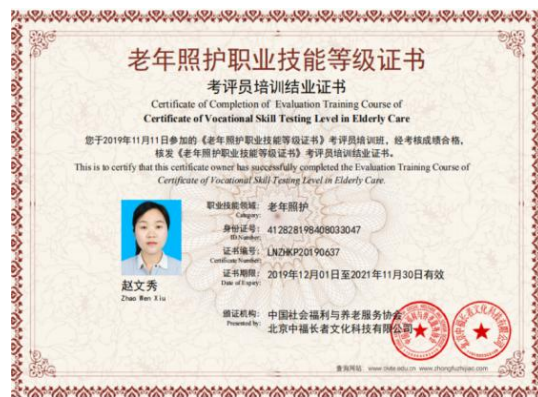 老年照护职业技能等级证书
考评员培训结业证书
Certificate of Completion of Evaluation Training Course of
Certificate of Vocational Skill Testing Level in Elderly Care
您于2019年11月11日参加的《老年照护职业技能等级证书》考评员培训班，经考核成绩合格，
核发《老年照护职业技能等级证书》考评员培训结业证书。
This is to certify that this certificate owner has successfully completed the Evaluation Training Course of
Certificate of Vocational Skill Testing Level in Elderly Care.
职业技能领域： 老年照护
Category:
身份证号： 412828198408033047
ID Number:
证书编号： LNZHKP20190637
Certificate Number:
证书期限： 2019年12月01日至2021年11月30日有效
Date of Expiry:
赵文秀
Zhao Wen Xiu
颁证机构： 中国社会福利与养老服务协会
Presented by:
北京中福长者文化科技有限公司
查询网站： www.zhongfuzhijiao.com